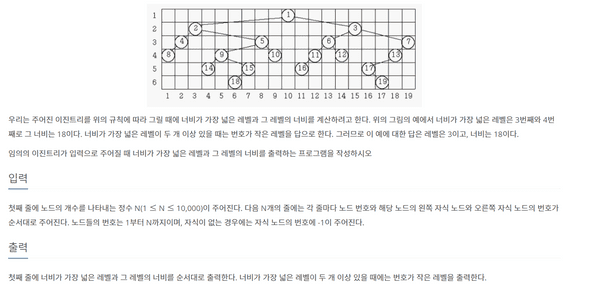 1 1
2 2 3
3 4 5 6 7
4 8 9 10 11 12 13
5 14 15 16 17
6 18 19
1 2 3 4 5 6 7 8 9 10 11 12 13 14 15 16 17 18 19
우리는 주어진 이진트리를 위의 규칙에 따라 그릴 때에 너비가 가장 넓은 레벨과 그 레벨의 너비를 계산하려고 한다. 위의 그림의 예에서 너비가 가장 넓은 레벨은 3번째와 4번
째로 그 너비는 18이다. 너비가 가장 넓은 레벨이 두 개 이상 있을 때는 번호가 작은 레벨을 답으로 한다. 그러므로 이 예에 대한 답은 레벨은 3이고, 너비는 18이다.
임의의 이진트리가 입력으로 주어질 때 너비가 가장 넓은 레벨과 그 레벨의 너비를 출력하는 프로그램을 작성하시오
입력
첫째 줄에 노드의 개수를 나타내는 정수 N(1 ≤ N ≤ 10,000)이 주어진다. 다음 N개의 줄에는 각 줄마다 노드 번호와 해당 노드의 왼쪽 자식 노드와 오른쪽 자식 노드의 번호가
순서대로 주어진다. 노드들의 번호는 1부터 N까지이며, 자식이 없는 경우에는 자식 노드의 번호에 -1이 주어진다.
출력
첫째 줄에 너비가 가장 넓은 레벨과 그 레벨의 너비를 순서대로 출력한다. 너비가 가장 넓은 레벨이 두 개 이상 있을 때에는 번호가 작은 레벨을 출력한다.